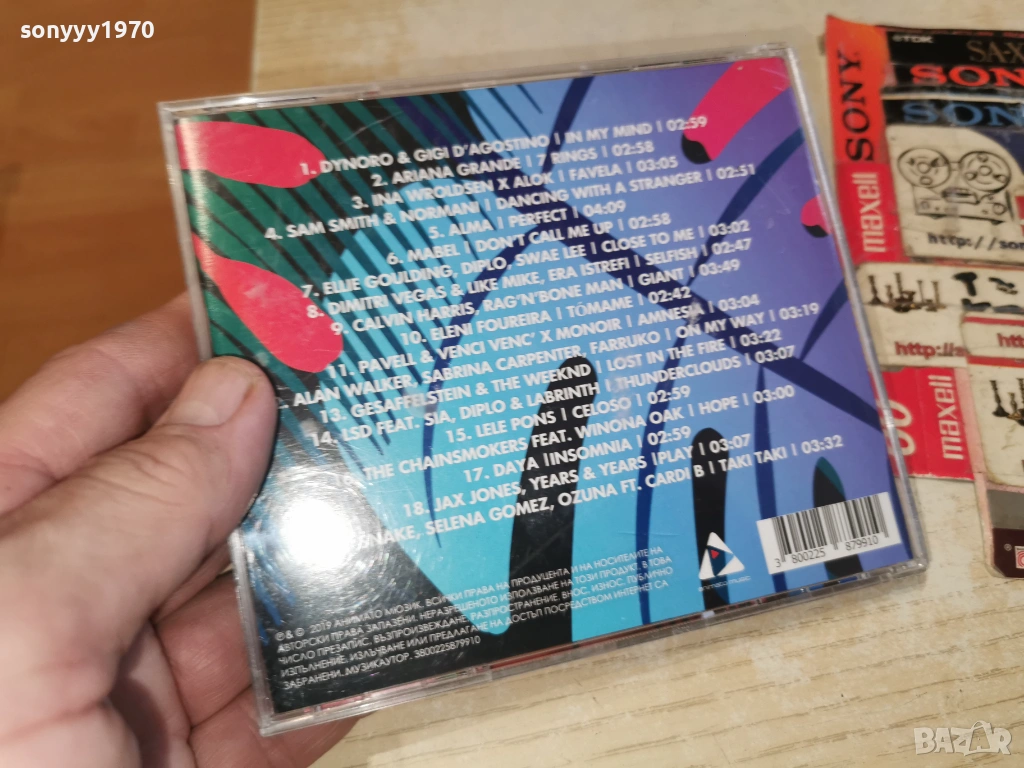 sonyyy1970
1. DYNORO & GIGI D'AGOSTINO | IN MY MIND | 02:59
2. ARIANA GRANDE | 7 RINGS | 02:58
3. INA WROLDSEN X ALOK | FAVELA | 03:05
4. SAM SMITH & NORMANI | DANCING WITH A STRANGER | 02:51
5. ALMA | PERFECT | 04:09
6. MABEL | DON'T CALL ME UP | 02:58
7. ELLIE GOULDING, DIPLO, SWAE LEE | CLOSE TO ME | 03:02
8. DIMITRI VEGAS & LIKE MIKE, ERA ISTREFI | SELFISH | 02:47
9. CALVIN HARRIS, RAG'N'BONE MAN | GIANT | 03:49
10. ELENI FOUREIRA | TÓMAME | 02:42
11. PAVELL & VENCI VENC' X MONOIR | AMNESIA | 03:04
ALAN WALKER, SABRINA CARPENTER, FARRUKO | ON MY WAY | 03:19
13. GESAFFELSTEIN & THE WEEKND | LOST IN THE FIRE | 03:22
14. LSD FEAT. SIA, DIPLO & LABRINTH | THUNDERCLOUDS | 03:07
15. LELE PONS | CELOSO | 02:59
THE CHAINSMOKERS FEAT. WINONA OAK | HOPE | 03:00
17. DAYA |INSOMNIA | 02:59
18. JAX JONES, YEARS & YEARS |PLAY| 03:07
SNAKE, SELENA GOMEZ, OZUNA FT. CARDI B | TAKI TAKI | 03:32
℗ & © 2019 АНИМАТО МЮЗИК. ВСИЧКИ ПРАВА НА ПРОДУЦЕНТА И НА НОСИТЕЛИТЕ НА
АВТОРСКИ ПРАВА ЗАПАЗЕНИ. НЕРАЗРЕШЕНОТО ИЗПОЛЗВАНЕ НА ТОЗИ ПРОДУКТ, В ТОВА
ЧИСЛО ПРЕЗАПИС, ВЪЗПРОИЗВЕЖДАНЕ, РАЗПРОСТРАНЕНИЕ, ВНОС, ИЗНОС, ПУБЛИЧНО
ИЗПЪЛНЕНИЕ, ИЗЛЪЧВАНЕ ИЛИ ПРЕДЛАГАНЕ НА ДОСТЪП ПОСРЕДСТВОМ ИНТЕРНЕТ СА
ЗАБРАНЕНИ. МУЗИКАУТОР. 3800225879910
3 800225 879910
TDK
SA-X
SONY
SONY
maxell
http://son
http://s
maxell
BAZAR